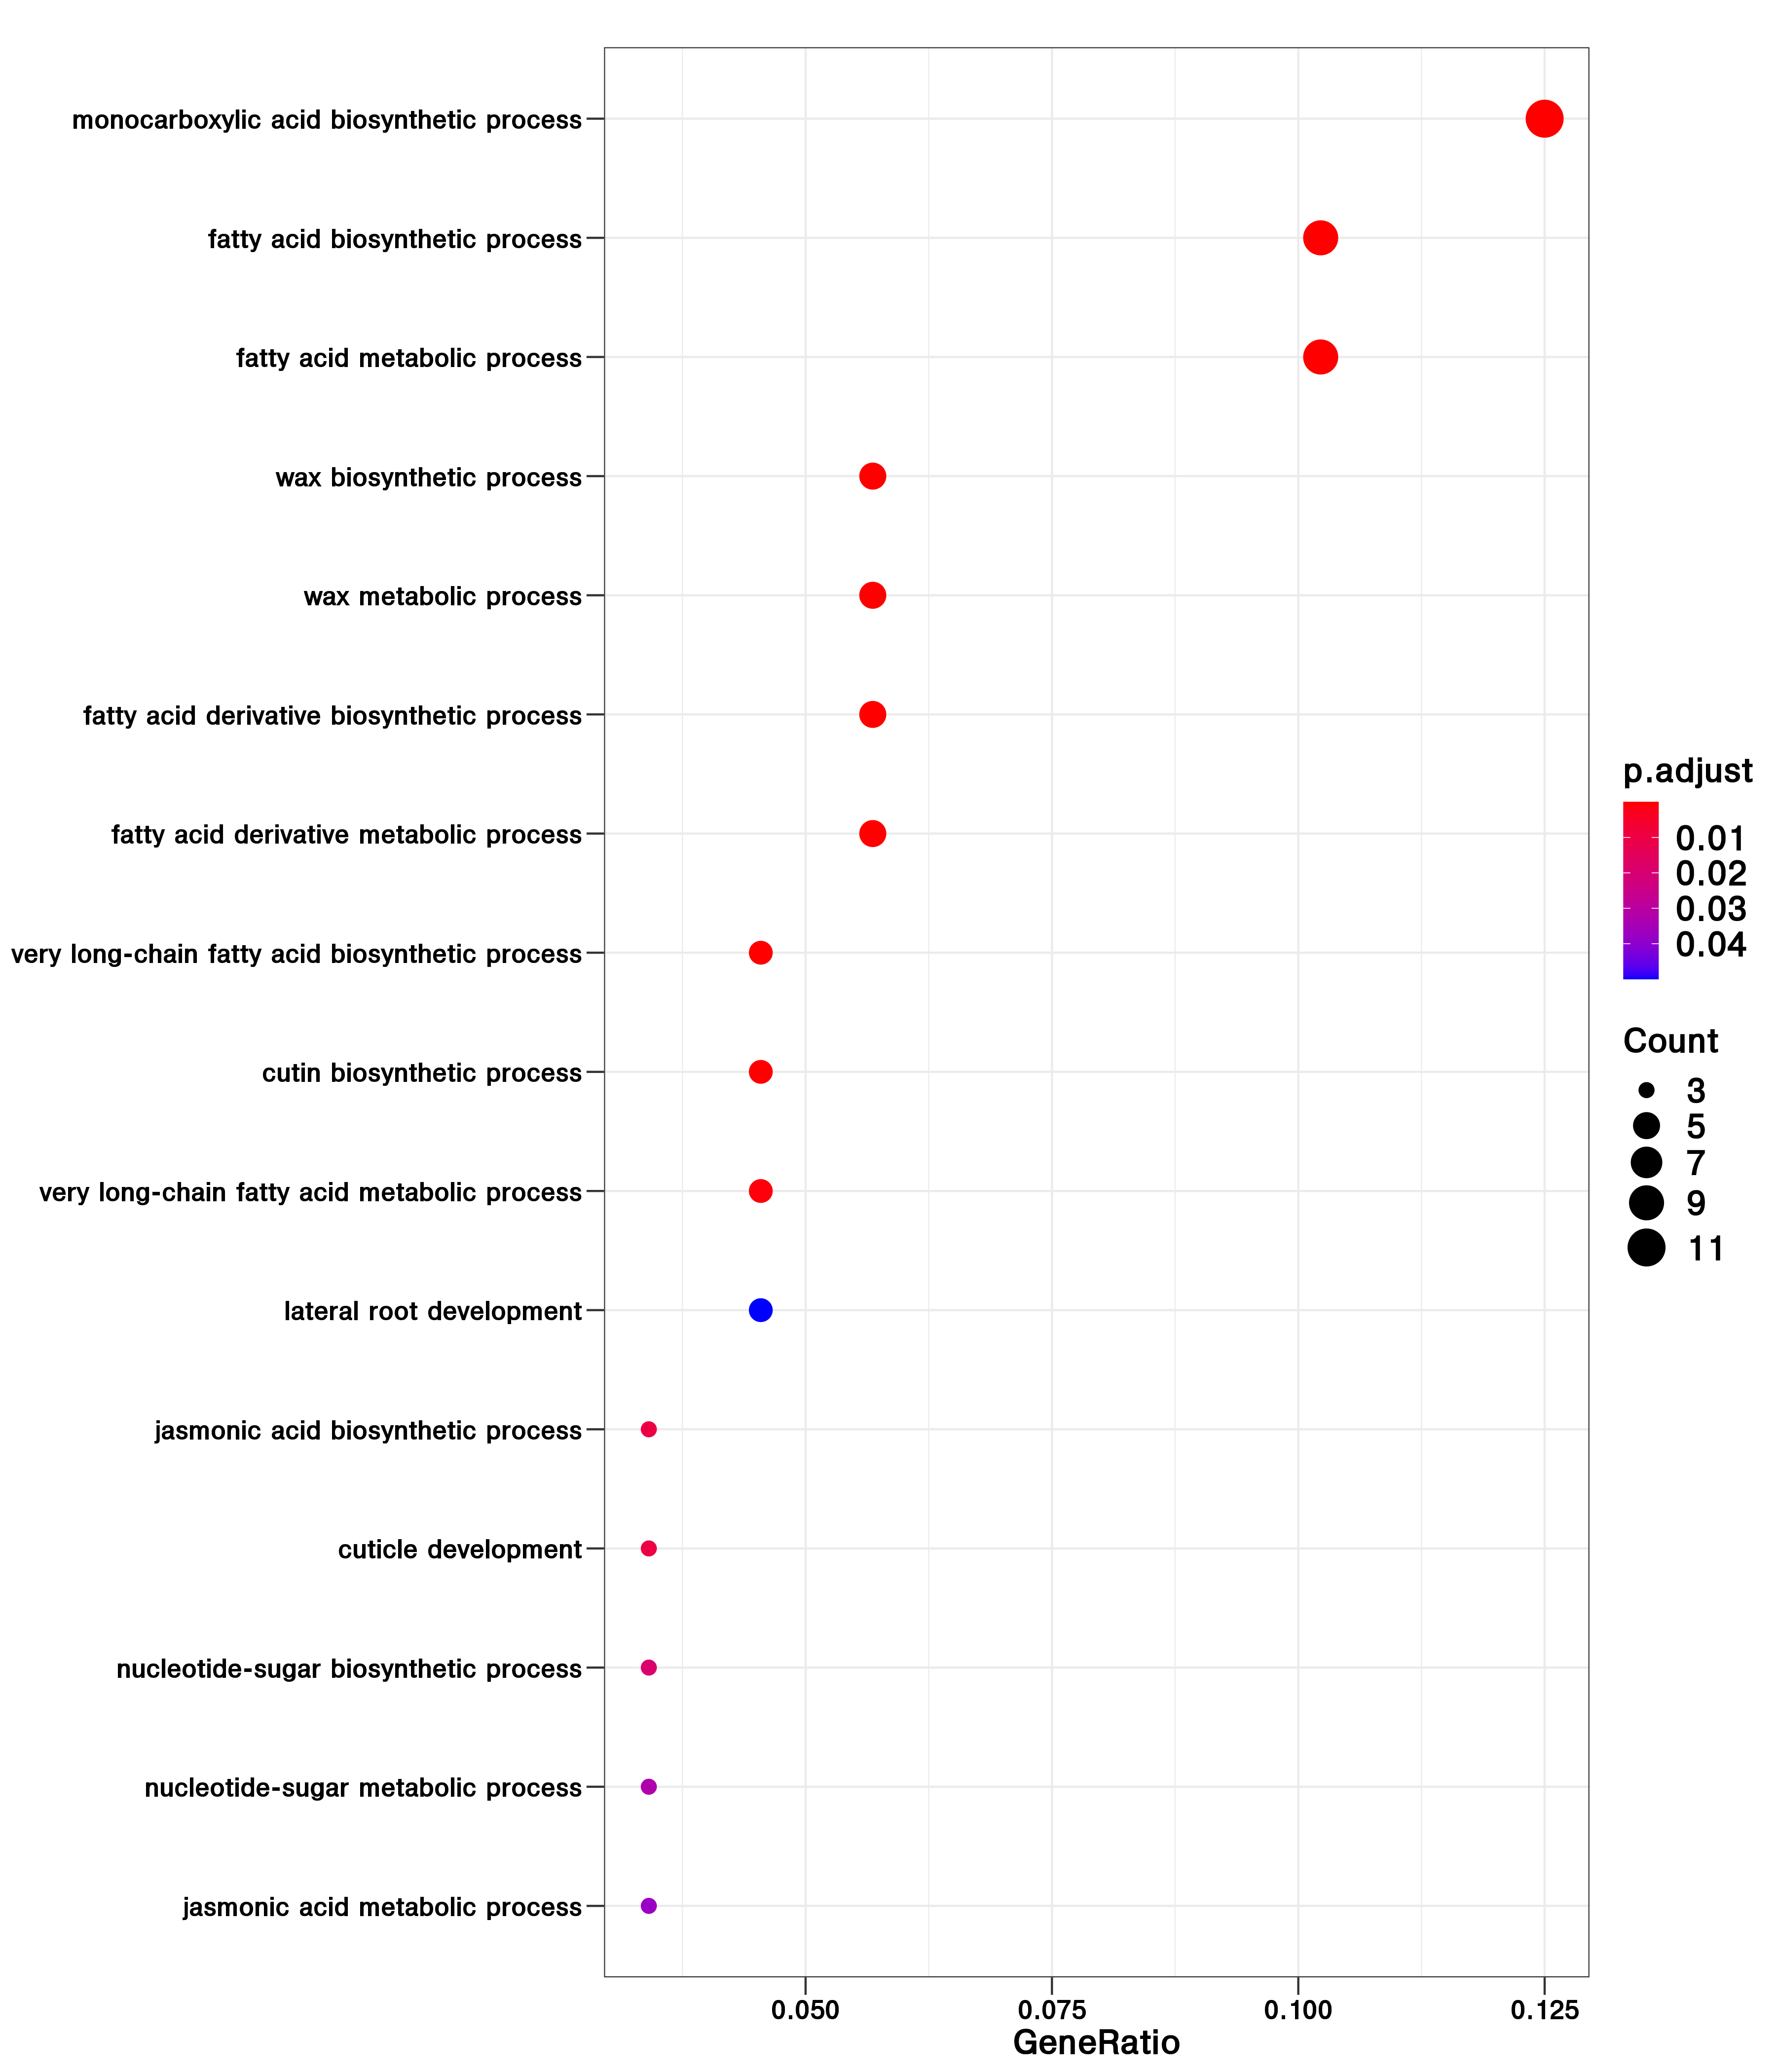 monocarboxylic acid biosynthetic process
fatty acid biosynthetic process
fatty acid metabolic process
wax biosynthetic process
wax metabolic process
fatty acid derivative biosynthetic process
fatty acid derivative metabolic process
very long-chain fatty acid biosynthetic process
cutin biosynthetic process
very long-chain fatty acid metabolic process
lateral root development
jasmonic acid biosynthetic process
cuticle development
nucleotide-sugar biosynthetic process
nucleotide-sugar metabolic process
jasmonic acid metabolic process
0.050 0.075 0.100 0.125
GeneRatio
p.adjust
0.01
0.02
0.03
0.04
Count
3
5
7
9
11